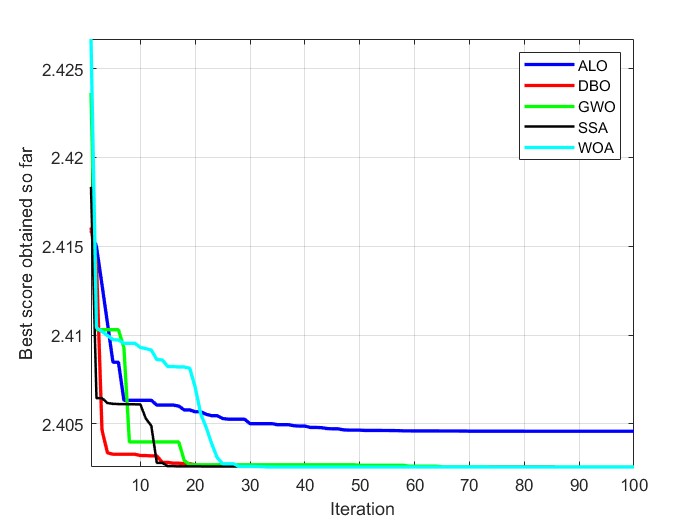 2.425
2.42
2.415
2.41
2.405
Best score obtained so far
10 20 30 40 50 60 70 80 90 100
Iteration
ALO
DBO
GWO
SSA
WOA